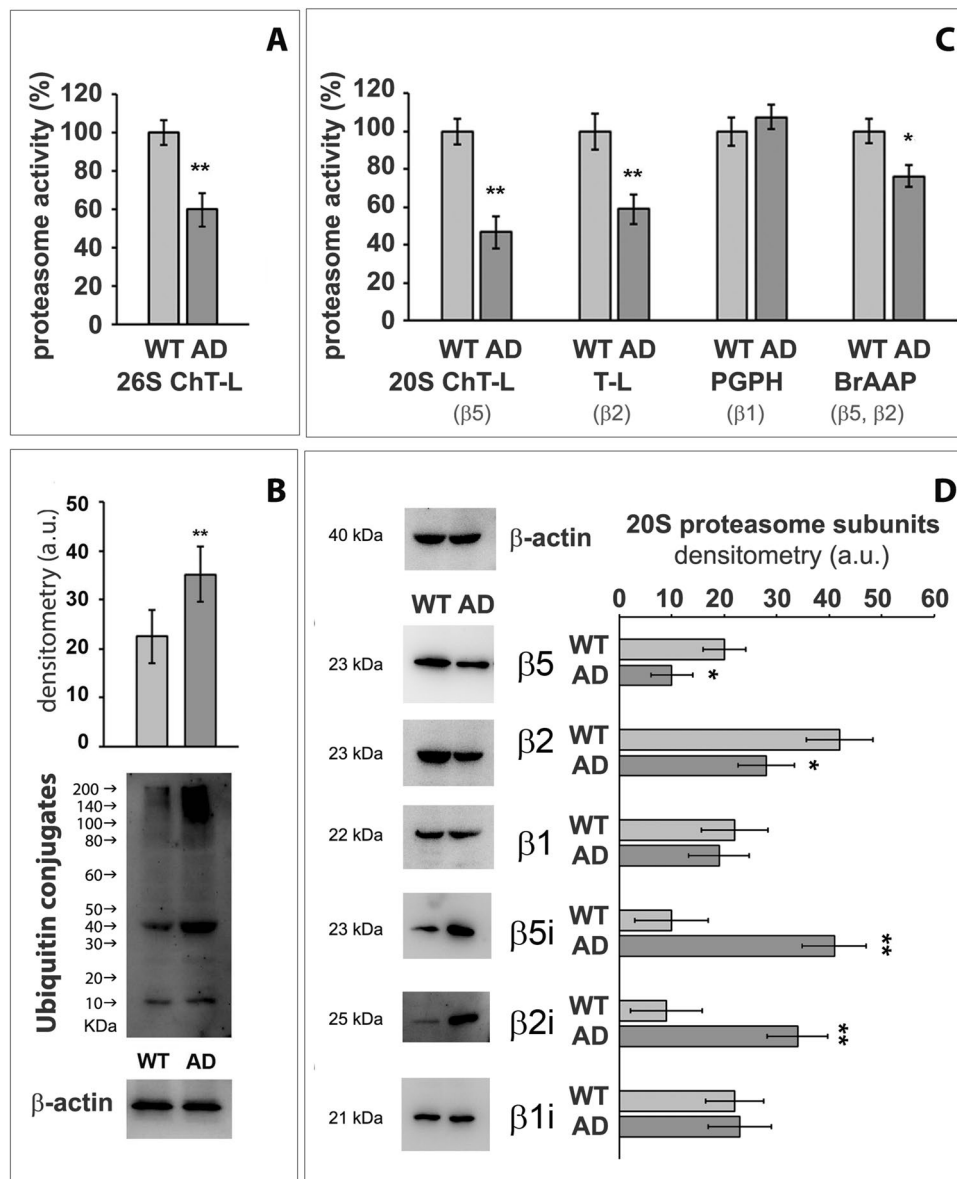 A
proteasome activity (%)
120
100
80
60
40
20
0
**
WT AD
26S ChT-L
C
proteasome activity (%)
120
100
80
60
40
20
0
**
**
*
WT AD
WT AD
WT AD
WT AD
20S ChT-L
T-L
PGPH
BrAAP
(β5)
(β2)
(β1)
(β5, β2)
B
densitometry (a.u.)
50
40
30
20
10
0
**
Ubiquitin conjugates
200→
140→
100→
80→
60→
50→
40→
30→
20→
10→
KDa
WT AD
β-actin
D
20S proteasome subunits
densitometry (a.u.)
0 10 20 30 40 50 60
40 kDa
β-actin
WT AD
23 kDa
β5
WT
AD
*
23 kDa
β2
WT
AD
*
22 kDa
β1
WT
AD
23 kDa
β5i
WT
AD
**
25 kDa
β2i
WT
AD
**
21 kDa
β1i
WT
AD